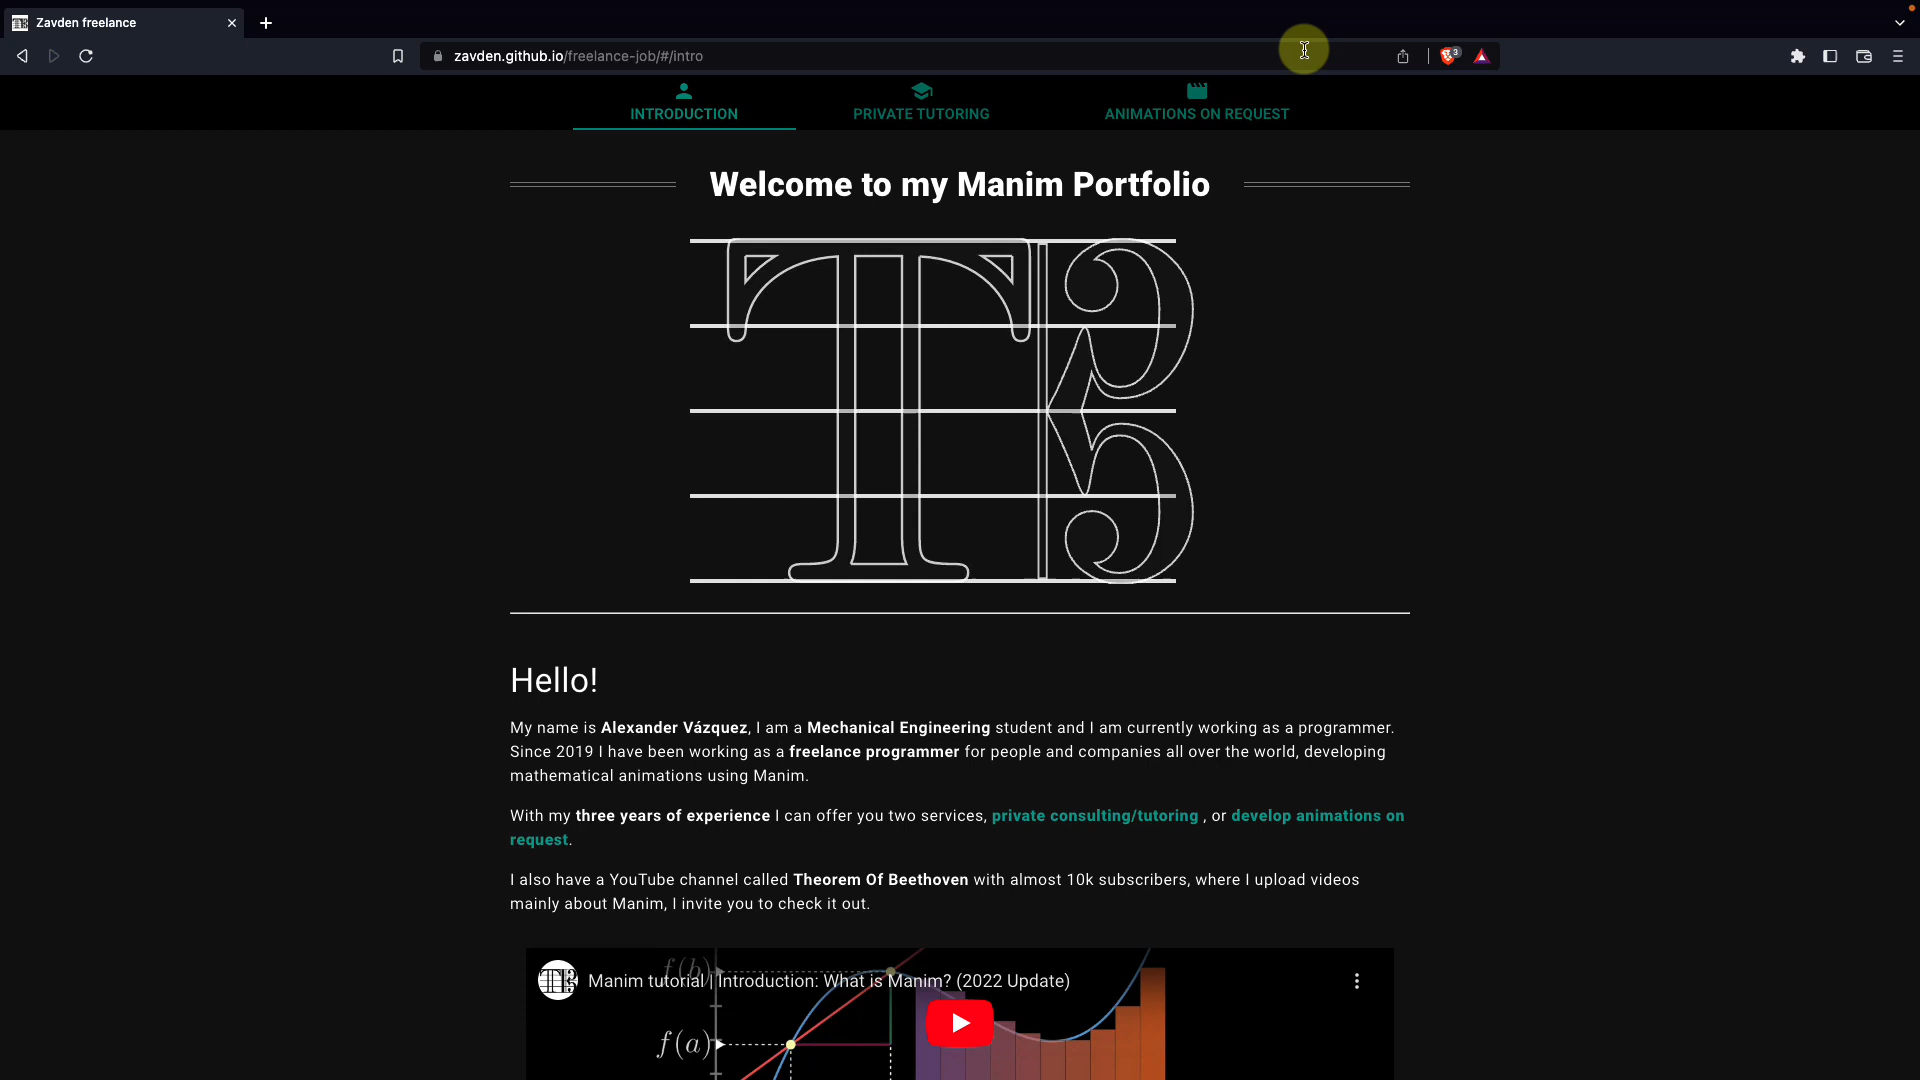 Zavden freelance
zavden.github.io/freelance-job/#/intro
3
INTRODUCTION
PRIVATE TUTORING
ANIMATIONS ON REQUEST
Welcome to my Manim Portfolio
Hello!
My name is Alexander Vázquez, I am a Mechanical Engineering student and I am currently working as a programmer.
Since 2019 I have been working as a freelance programmer for people and companies all over the world, developing
mathematical animations using Manim.
With my three years of experience I can offer you two services, private consulting/tutoring , or develop animations on
request.
I also have a YouTube channel called Theorem Of Beethoven with almost 10k subscribers, where I upload videos
mainly about Manim, I invite you to check it out.
f(b)
Manim tutorial | Introduction: What is Manim? (2022 Update)
f(a)